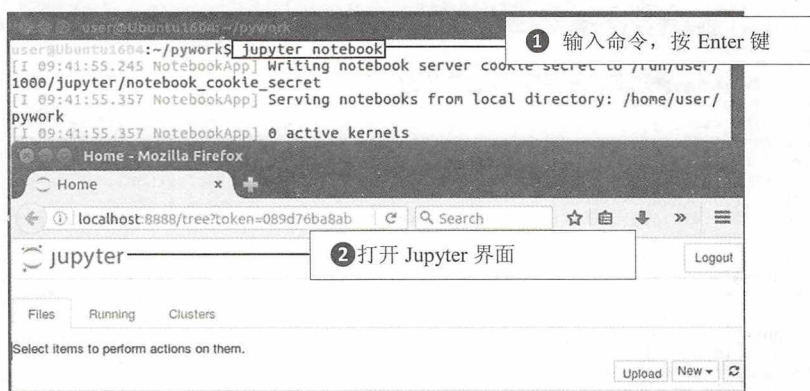 user@Ubuntu1604: ~/pywork
user@Ubuntu1604:~/pywork$ jupyter notebook
❶ 输入命令，按 Enter 键
[I 09:41:55.245 NotebookApp] Writing notebook server cookie secret to /run/user/
1000/jupyter/notebook_cookie_secret
[I 09:41:55.357 NotebookApp] Serving notebooks from local directory: /home/user/
pywork
[I 09:41:55.357 NotebookApp] 0 active kernels
Home - Mozilla Firefox
Home
localhost:8888/tree?token=089d76ba8ab
Search
jupyter
❷打开 Jupyter 界面
Logout
Files Running Clusters
Select items to perform actions on them.
Upload New